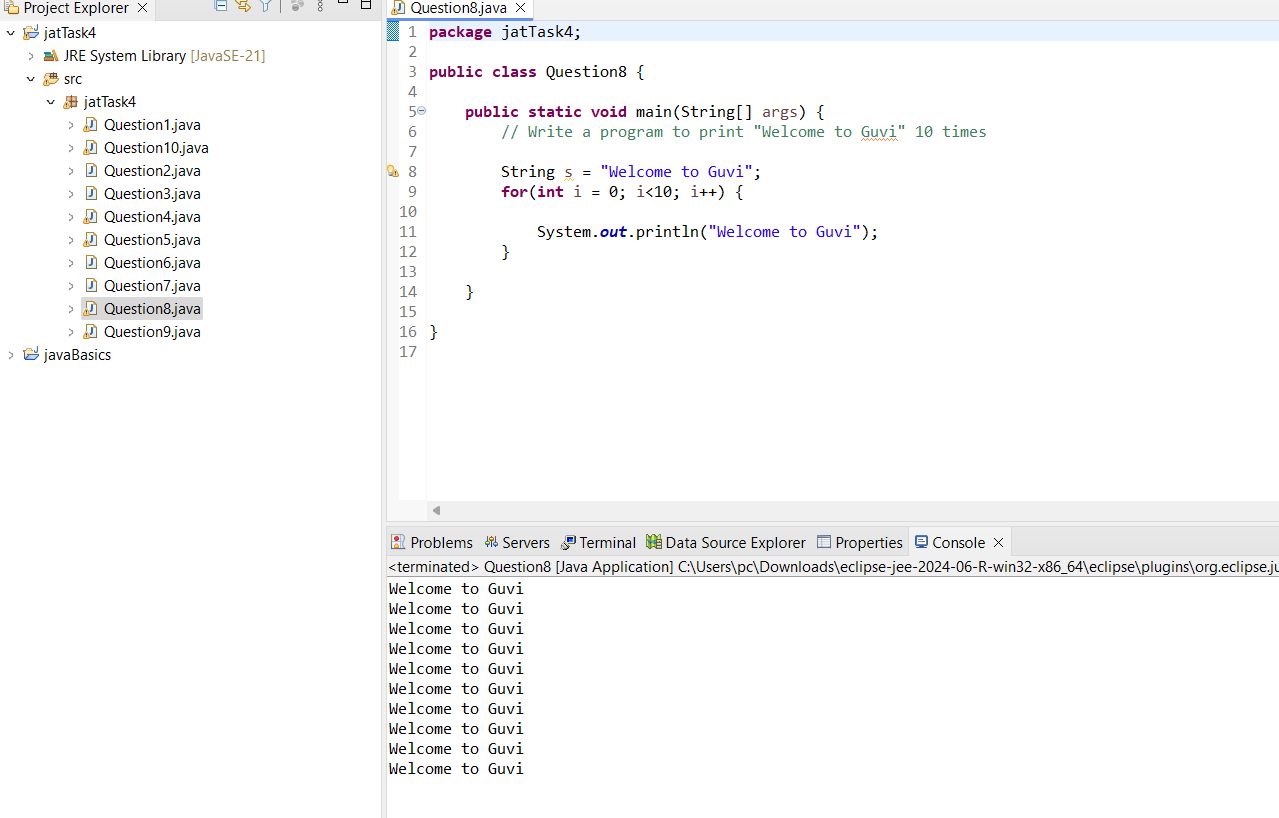 Project Explorer
jatTask4
JRE System Library [JavaSE-21]
src
jatTask4
Question1.java
Question10.java
Question2.java
Question3.java
Question4.java
Question5.java
Question6.java
Question7.java
Question8.java
Question9.java
javaBasics
Question8.java
1 package jatTask4;
2
3 public class Question8 {
4
5 public static void main(String[] args) {
6 // Write a program to print "Welcome to Guvi" 10 times
7
8 String s = "Welcome to Guvi";
9 for(int i = 0; i<10; i++) {
10
11 System.out.println("Welcome to Guvi");
12 }
13
14 }
15
16 }
17
Problems Servers Terminal Data Source Explorer Properties Console
<terminated> Question8 [Java Application] C:\Users\pc\Downloads\eclipse-jee-2024-06-R-win32-x86_64\eclipse\plugins\org.eclipse.ju
Welcome to Guvi
Welcome to Guvi
Welcome to Guvi
Welcome to Guvi
Welcome to Guvi
Welcome to Guvi
Welcome to Guvi
Welcome to Guvi
Welcome to Guvi
Welcome to Guvi